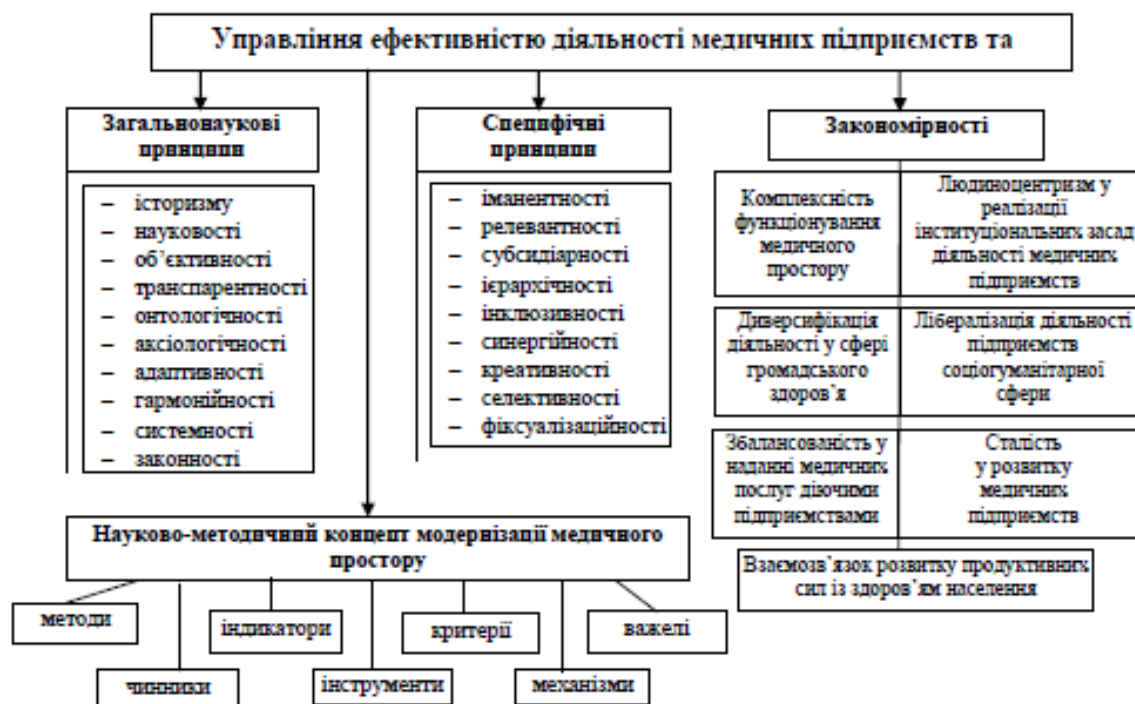 Управління ефективністю діяльності медичних підприємств та
Загальнонаукові
принципи
– історизму
– науковості
– об’єктивності
– транспарентності
– онтологічності
– аксіологічності
– адаптивності
– гармонійності
– системності
– законності
Специфічні
принципи
– іманентності
– релевантності
– субсидіарності
– ієрархічності
– інклюзивності
– синергійності
– креативності
– селективності
– фіксуалізаційності
Закономірності
Комплексність
функціонування
медичного
простору
Людиноцентризм у
реалізації
інституціональних засад
діяльності медичних
підприємств
Диверсифікація
діяльності у сфері
громадського
здоров’я
Лібералізація діяльності
підприємств
соціогуманітарної
сфери
Збалансованість у
наданні медичних
послуг діючими
підприємствами
Сталість
у розвитку
медичних
підприємств
Взаємозв’язок розвитку продуктивних
сил із здоров’ям населення
Науково-методичний концепт модернізації медичного
простору
методи
індикатори
критерії
важелі
чинники
інструменти
механізми